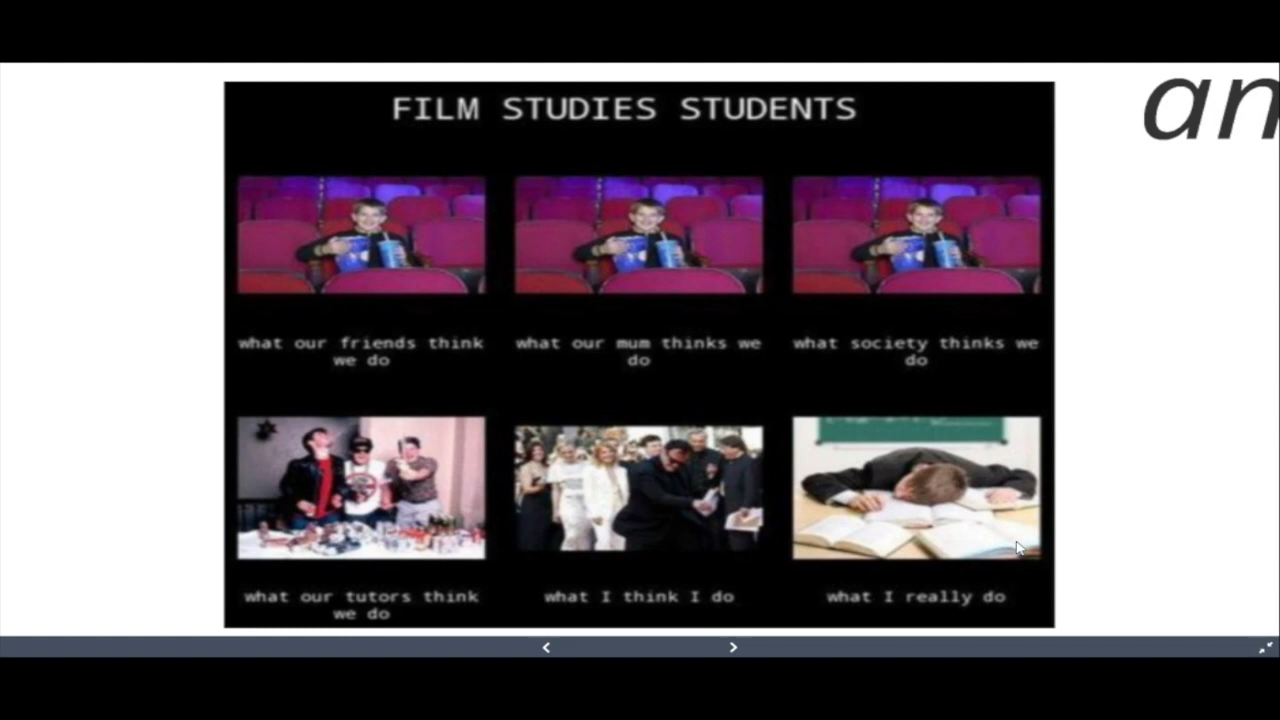 an
FILM STUDIES STUDENTS
what our friends think
we do
what our mum thinks we
do
what society thinks we
do
what our tutors think
we do
what I think I do
what I really do